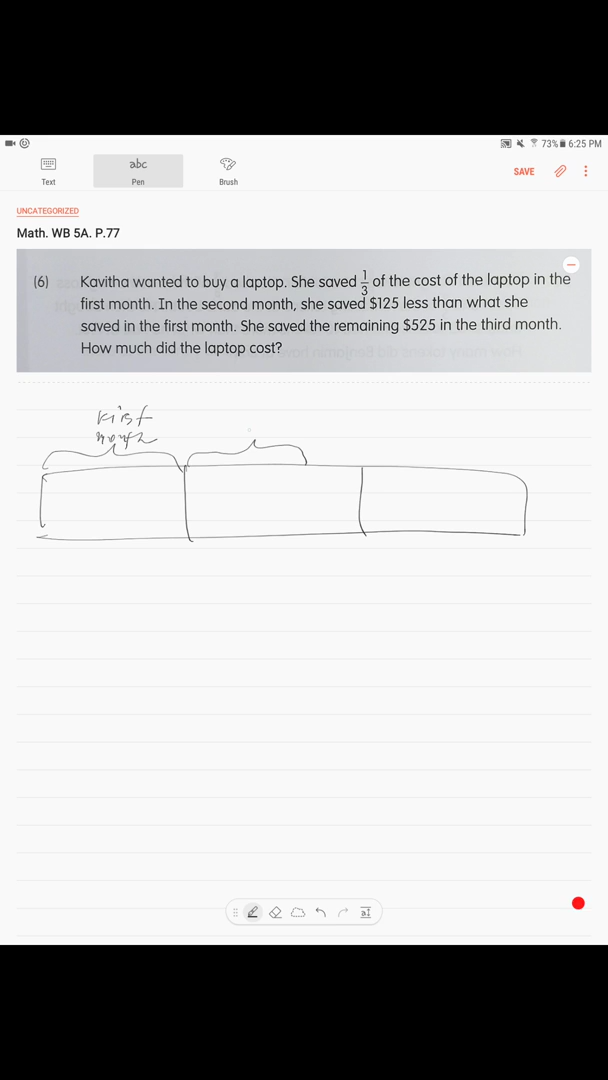 73% 6:25 PM
Text
abc
Pen
Brush
SAVE
UNCATEGORIZED
Math. WB 5A. P.77
(6) Kavitha wanted to buy a laptop. She saved 1/3 of the cost of the laptop in the
first month. In the second month, she saved $125 less than what she
saved in the first month. She saved the remaining $525 in the third month.
How much did the laptop cost?
First
month